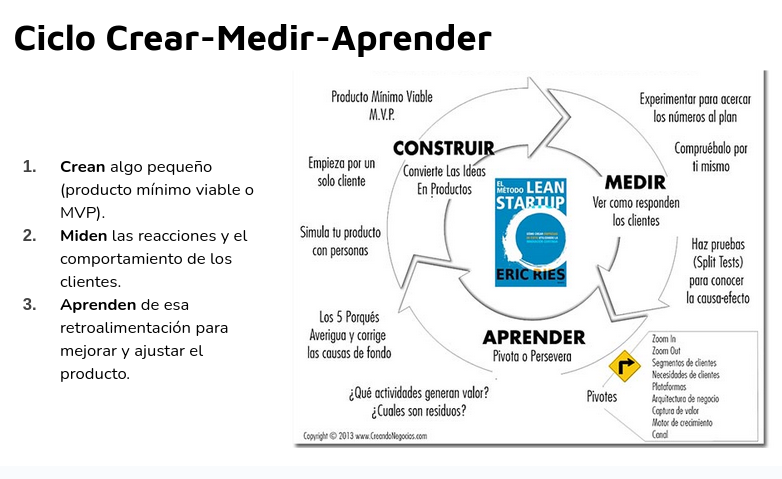 Ciclo Crear-Medir-Aprender
1. Crean algo pequeño
(producto mínimo viable o
MVP).
2. Miden las reacciones y el
comportamiento de los
clientes.
3. Aprenden de esa
retroalimentación para
mejorar y ajustar el
producto.
Producto Mínimo Viable
M.V.P.
CONSTRUIR
Convierte Las Ideas
En Productos
Empieza por un
solo cliente
Simula tu producto
con personas
Experimentar para acercar
los números al plan
Compruébalo por
ti mismo
MEDIR
Ver como responden
los clientes
Haz pruebas
(Split Tests)
para conocer
la causa-efecto
EL
MÉTODO LEAN
STARTUP
ERIC RIES
Los 5 Porqués
Averigua y corrige
las causas de fondo
APRENDER
Pivota o Persevera
¿Qué actividades generan valor?
¿Cuales son residuos?
Pivotes
Zoom In
Zoom Out
Segmentos de clientes
Necesidades de clientes
Plataformas
Arquitectura de negocio
Captura de valor
Motor de crecimiento
Canal
Copyright © 2013 www.CreandoNegocios.com